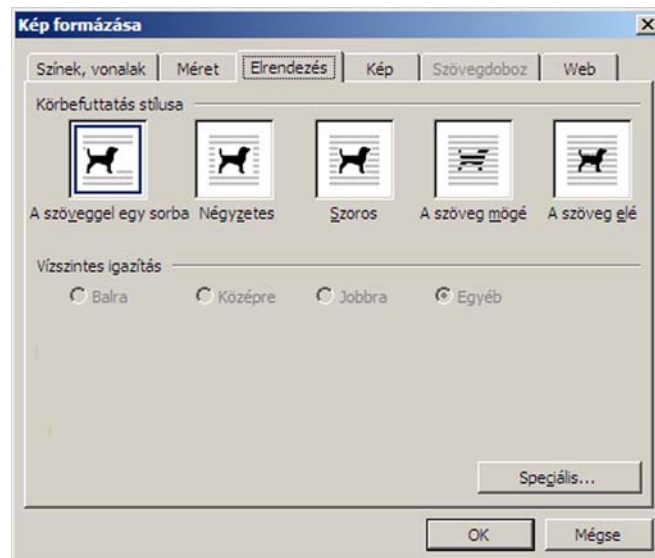 Kép formázása
Színek, vonalak Méret Elrendezés Kép Szövegdoboz Web
Körbefuttatás stílusa
A szöveggel egy sorba Négyzetes Szoros A szöveg mögé A szöveg elé
Vízszintes igazítás
Balra Középre Jobbra Egyéb
Speciális...
OK Mégse